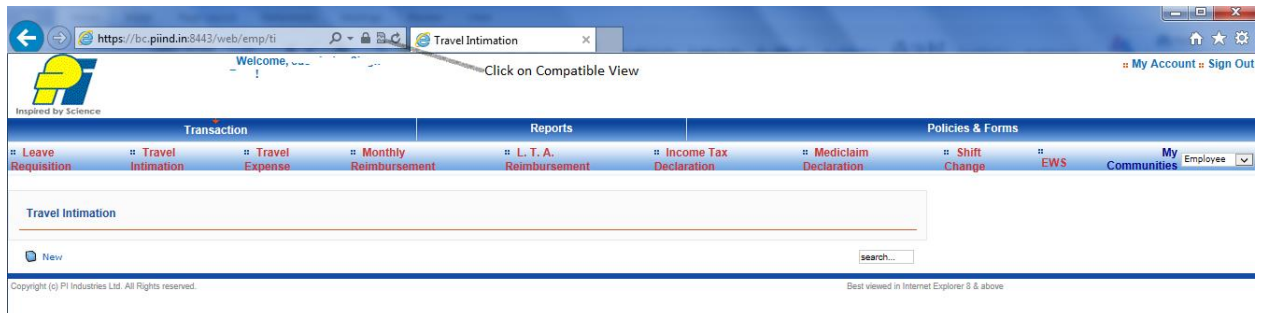 https://bc.piind.in:8443/web/emp/ti
Travel Intimation
Welcome,
!
Click on Compatible View
My Account Sign Out
Inspired by Science
Transaction Reports Policies & Forms
Leave Requisition
Travel Intimation
Travel Expense
Monthly Reimbursement
L. T. A. Reimbursement
Income Tax Declaration
Mediclaim Declaration
Shift Change
EWS
My Communities Employee
Travel Intimation
New search...
Copyright (c) PI Industries Ltd. All Rights reserved. Best viewed in Internet Explorer 8 & above